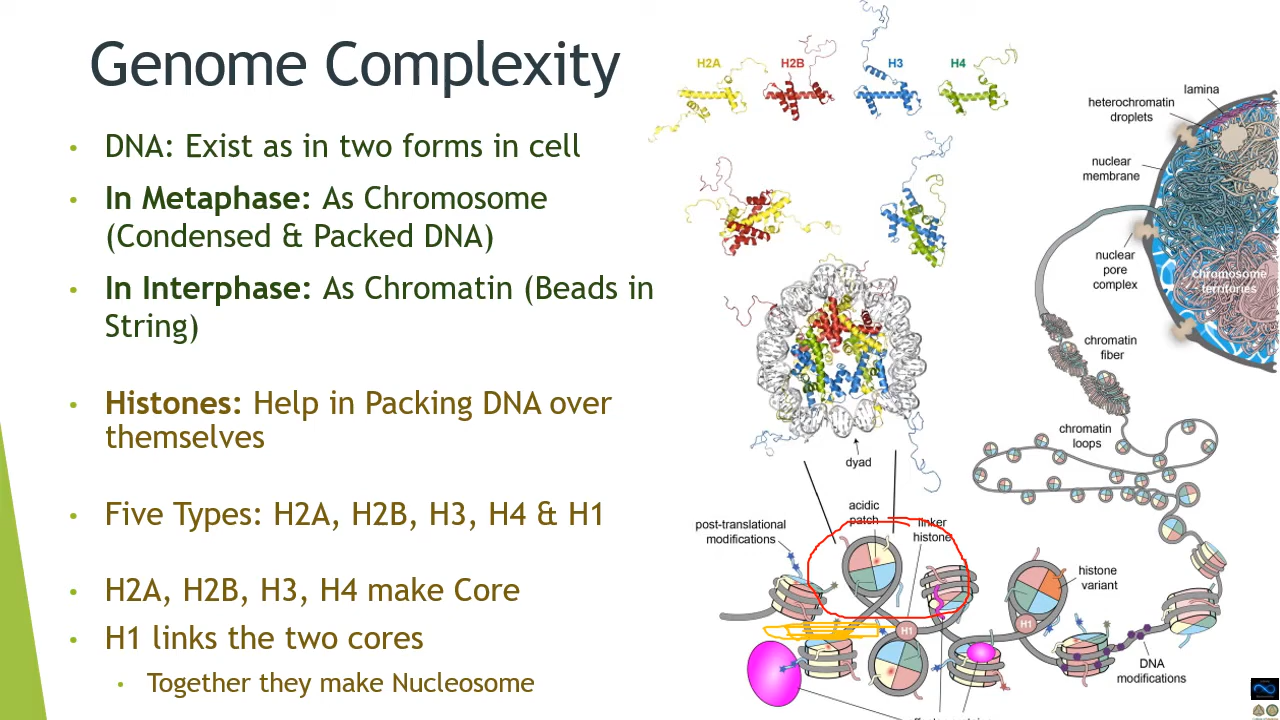 Genome Complexity
DNA: Exist as in two forms in cell
In Metaphase: As Chromosome
(Condensed & Packed DNA)
In Interphase: As Chromatin (Beads in
String)
Histones: Help in Packing DNA over
themselves
Five Types: H2A, H2B, H3, H4 & H1
H2A, H2B, H3, H4 make Core
H1 links the two cores
Together they make Nucleosome
H2A
H2B
H3
H4
dyad
acidic
patch
linker
histone
post-translational
modifications
H1
H1
histone
variant
DNA
modifications
lamina
heterochromatin
droplets
nuclear
membrane
nuclear
pore
complex
chromosome
territories
chromatin
fiber
chromatin
loops